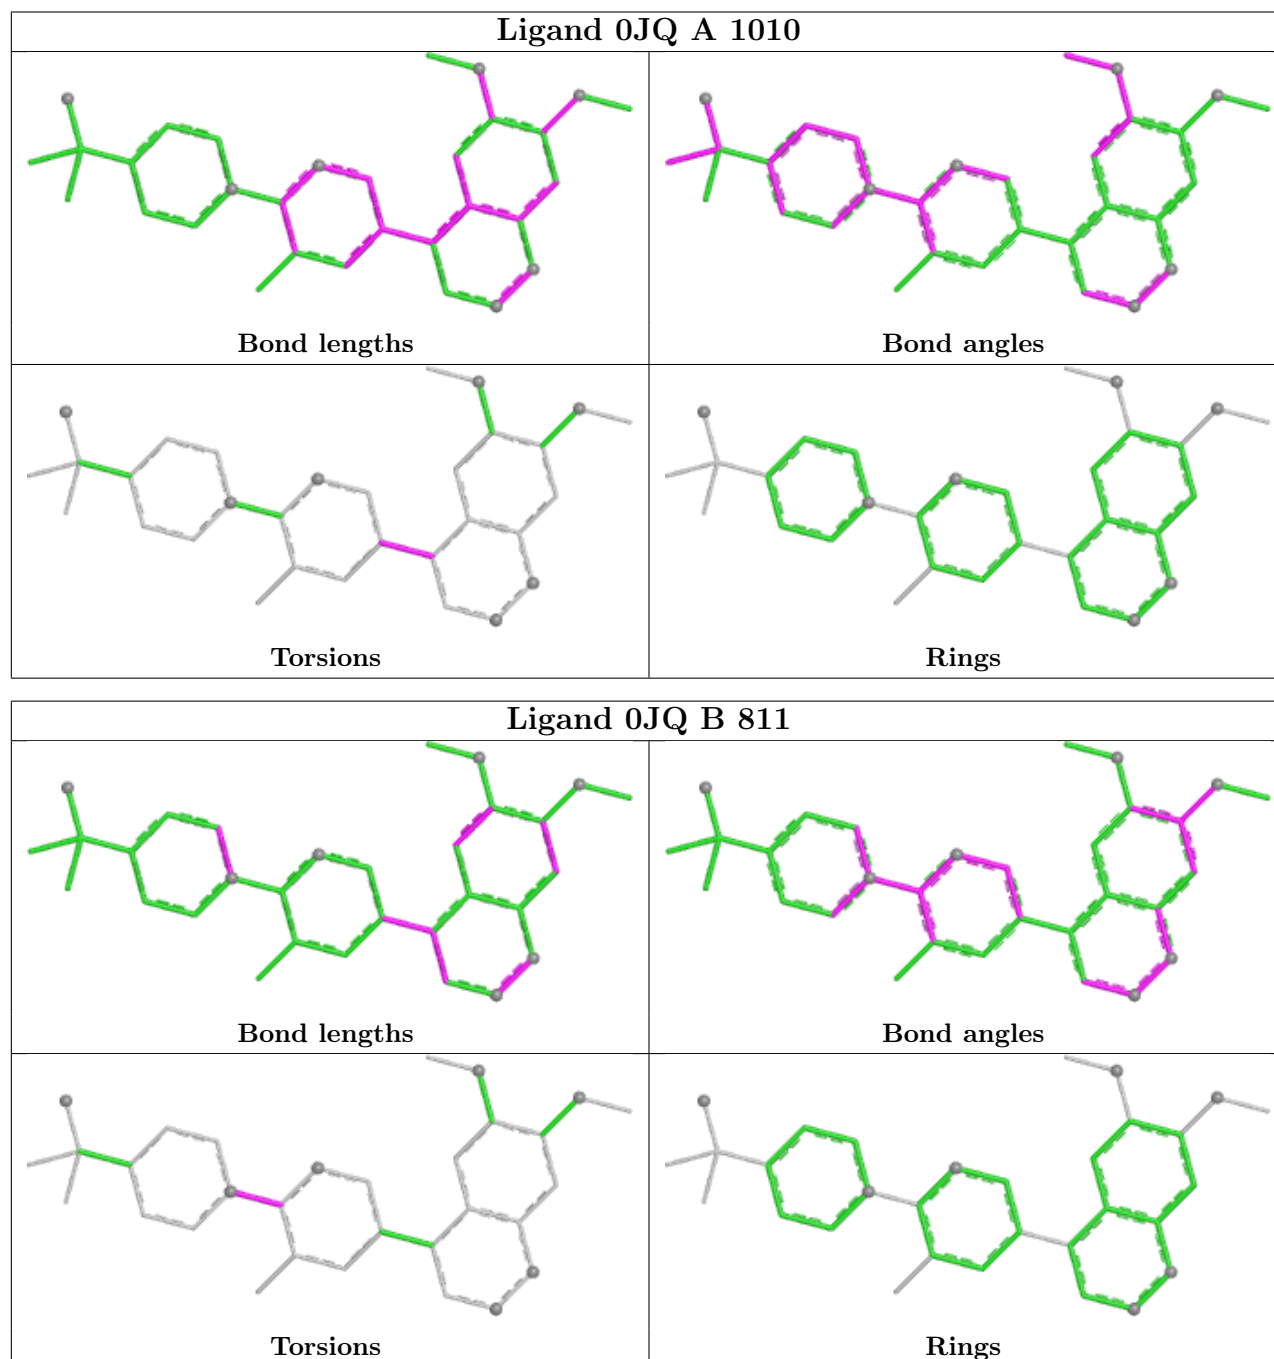 Ligand 0JQ A 1010
Bond lengths
Bond angles
Torsions
Rings
Ligand 0JQ B 811
Bond lengths
Bond angles
Torsions
Rings